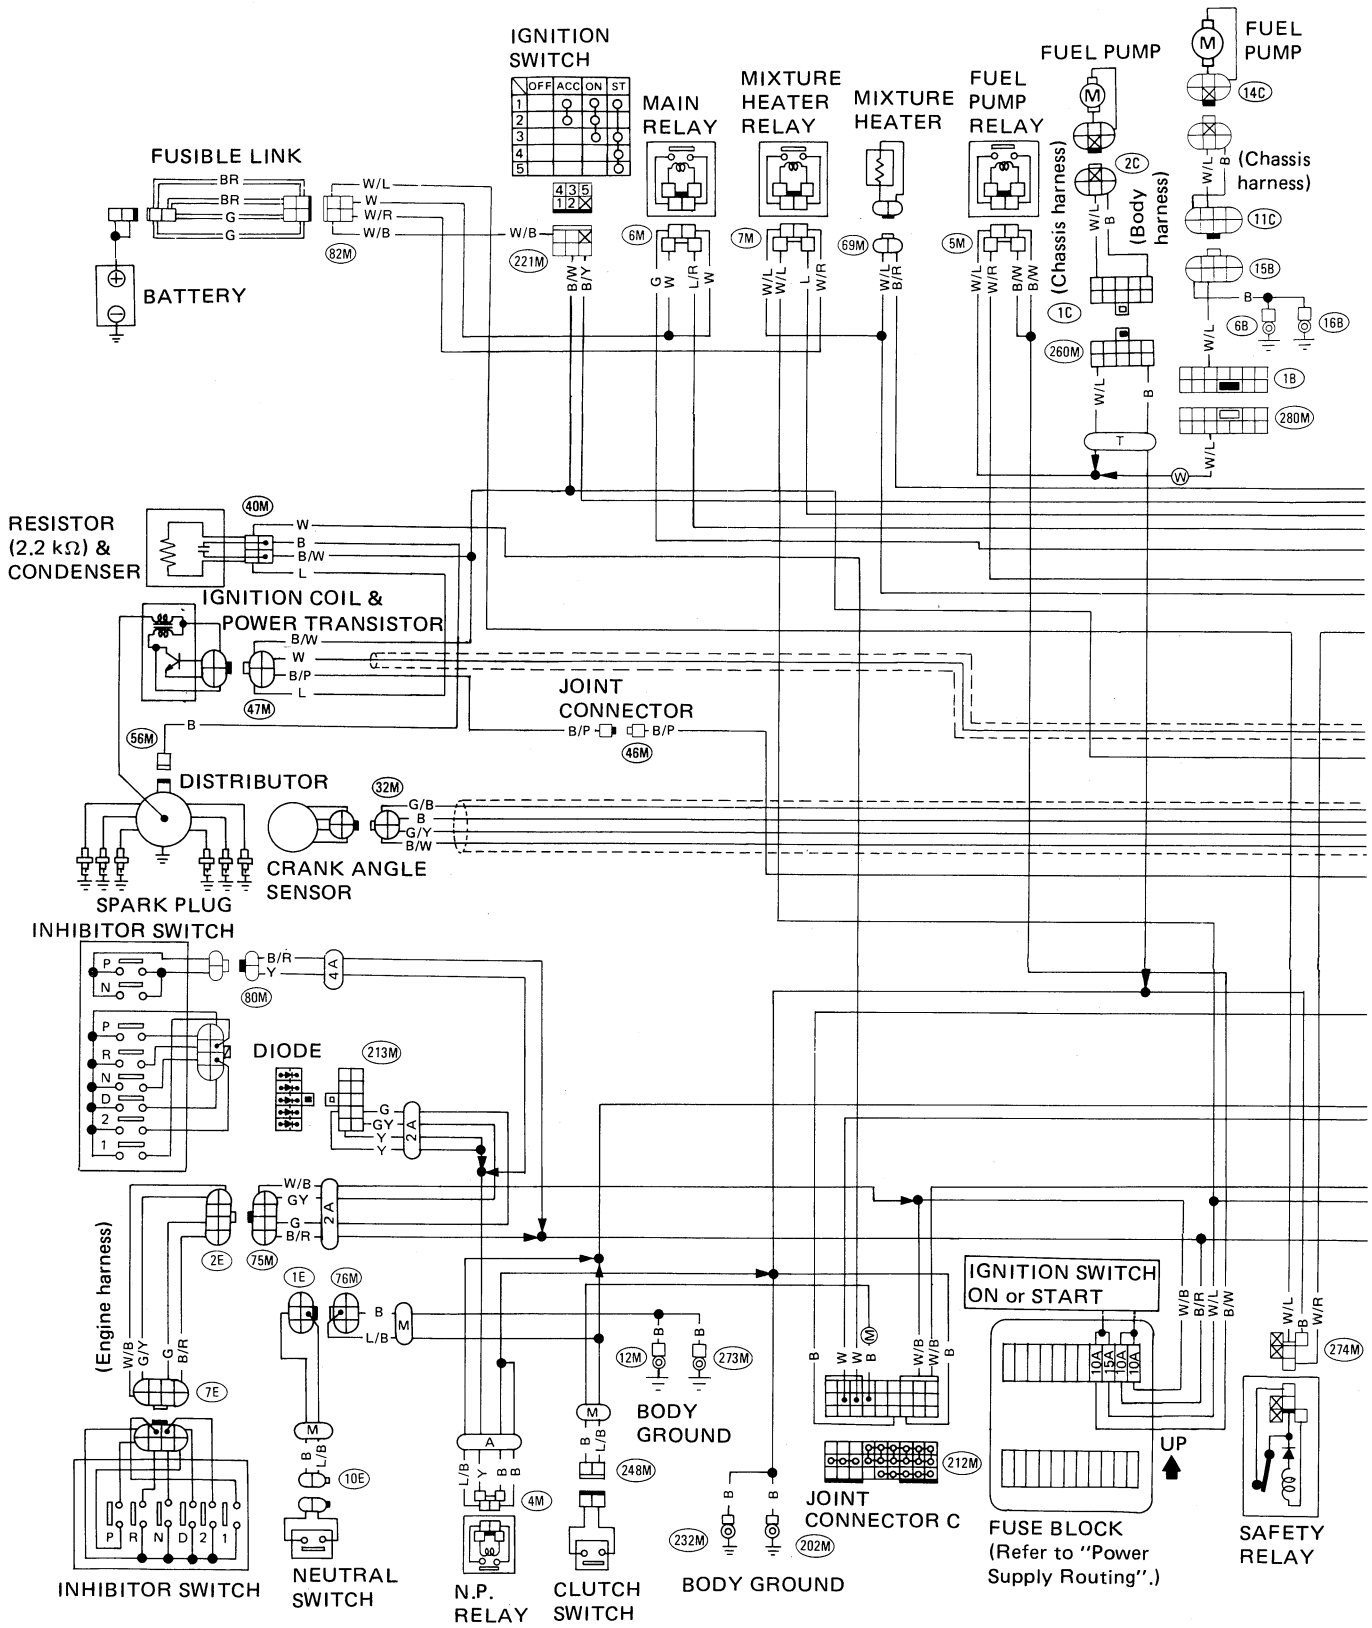 IGNITION
SWITCH
OFF ACC ON ST
1
2
3
4
5
4 3 5
1 2
MAIN
RELAY
MIXTURE
HEATER
RELAY
MIXTURE
HEATER
FUEL
PUMP
RELAY
FUEL PUMP
M
FUEL
PUMP
M
14C
2C
(Chassis harness)
(Body
harness)
(Chassis
harness)
W/L
B
W/L
B
11C
15B
FUSIBLE LINK
BR
BR
G
G
W/L
W
W/R
W/B
82M
W/B
221M
B/W
B/Y
6M
G
W
L/R
W
7M
W/L
W/L
L
W/R
69M
W/L
B/R
5M
W/L
W/R
B/W
B/W
BATTERY
1C
260M
W/L
B
T
B
6B
16B
W/L
1B
280M
W/L
W
RESISTOR
(2.2 kΩ) &
CONDENSER
40M
W
B
B/W
L
IGNITION COIL &
POWER TRANSISTOR
B/W
W
B/P
L
47M
56M
B
JOINT
CONNECTOR
B/P
B/P
46M
DISTRIBUTOR
32M
G/B
B
G/Y
B/W
CRANK ANGLE
SENSOR
SPARK PLUG
INHIBITOR SWITCH
P
N
B/R
Y
4A
80M
P
R
N
D
2
1
DIODE
213M
G
GY
Y
Y
2A
W/B
GY
G
B/R
2A
2E
75M
(Engine harness)
W/B
G/Y
G
B/R
7E
1E
76M
B
L/B
M
B
B
12M
273M
BODY
GROUND
M
B
L/B
10E
NEUTRAL
SWITCH
P R N D 2 1
INHIBITOR SWITCH
A
L/B
Y
B
B
4M
N.P.
RELAY
M
B
L/B
248M
CLUTCH
SWITCH
B
B
232M
202M
BODY GROUND
M
B
W
W
B
W/B
W/B
B
212M
JOINT
CONNECTOR C
IGNITION SWITCH
ON or START
10A
15A
10A
10A
W/B
B/R
W/L
B/W
UP
FUSE BLOCK
(Refer to "Power
Supply Routing".)
W/L
B
W/R
274M
SAFETY
RELAY